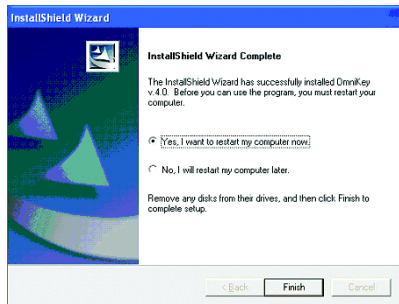 InstallShield Wizard
InstallShield Wizard Complete
The InstallShield Wizard has successfully installed OmniKey
v.4.0. Before you can use the program, you must restart your
computer.
Yes, I want to restart my computer now.
No, I will restart my computer later.
Remove any disks from their drives, and then click Finish to
complete setup.
< Back
Finish
Cancel